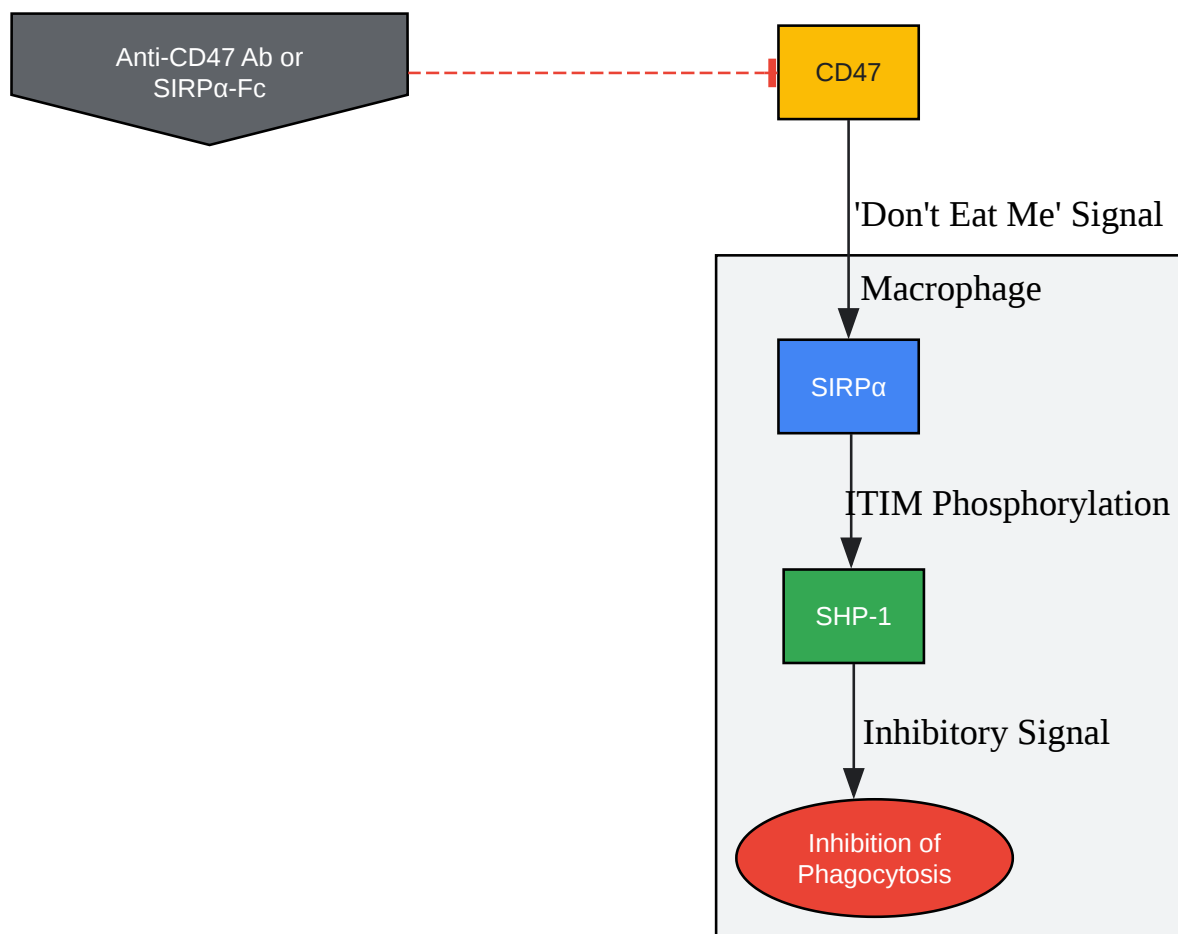 Anti-CD47 Ab or
SIRPα-Fc
CD47
'Don't Eat Me' Signal
Macrophage
SIRPα
ITIM Phosphorylation
SHP-1
Inhibitory Signal
Inhibition of
Phagocytosis